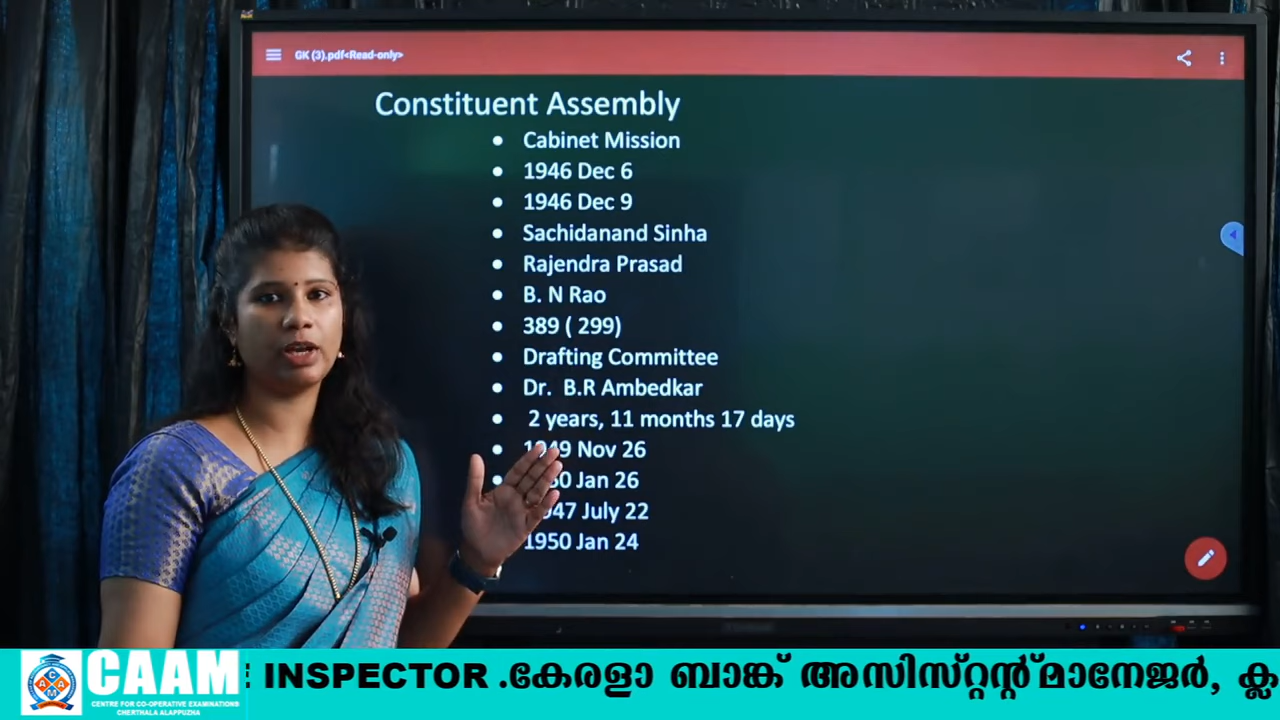 GK (3).pdf<Read-only>
Constituent Assembly
• Cabinet Mission
• 1946 Dec 6
• 1946 Dec 9
• Sachidanand Sinha
• Rajendra Prasad
• B. N Rao
• 389 ( 299)
• Drafting Committee
• Dr. B.R Ambedkar
• 2 years, 11 months 17 days
• 1949 Nov 26
• Jan 26
July 22
1950 Jan 24
CAAM
CENTRE FOR CO-OPERATIVE EXAMINATIONS
CHERTHALA ALAPPUZHA
INSPECTOR .കേരളാ ബാങ്ക് അസിസ്റ്റന്റ് മാനേജർ, ക്ല